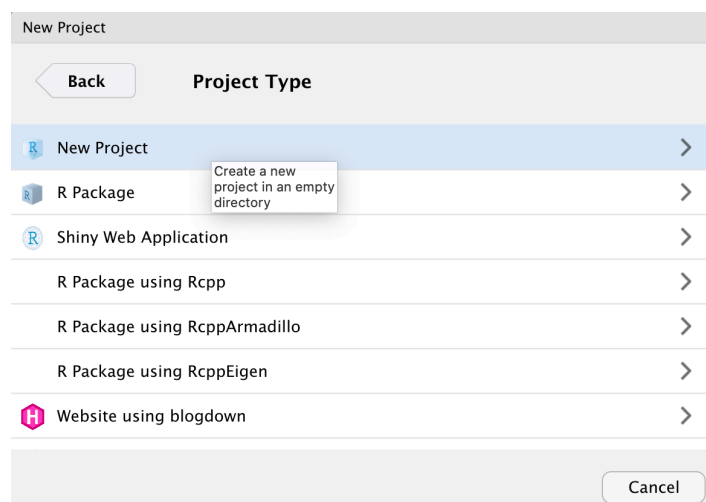 New Project
Back
Project Type
R New Project
Create a new
project in an empty
directory
R R Package
R Shiny Web Application
R Package using Rcpp
R Package using RcppArmadillo
R Package using RcppEigen
H Website using blogdown
Cancel